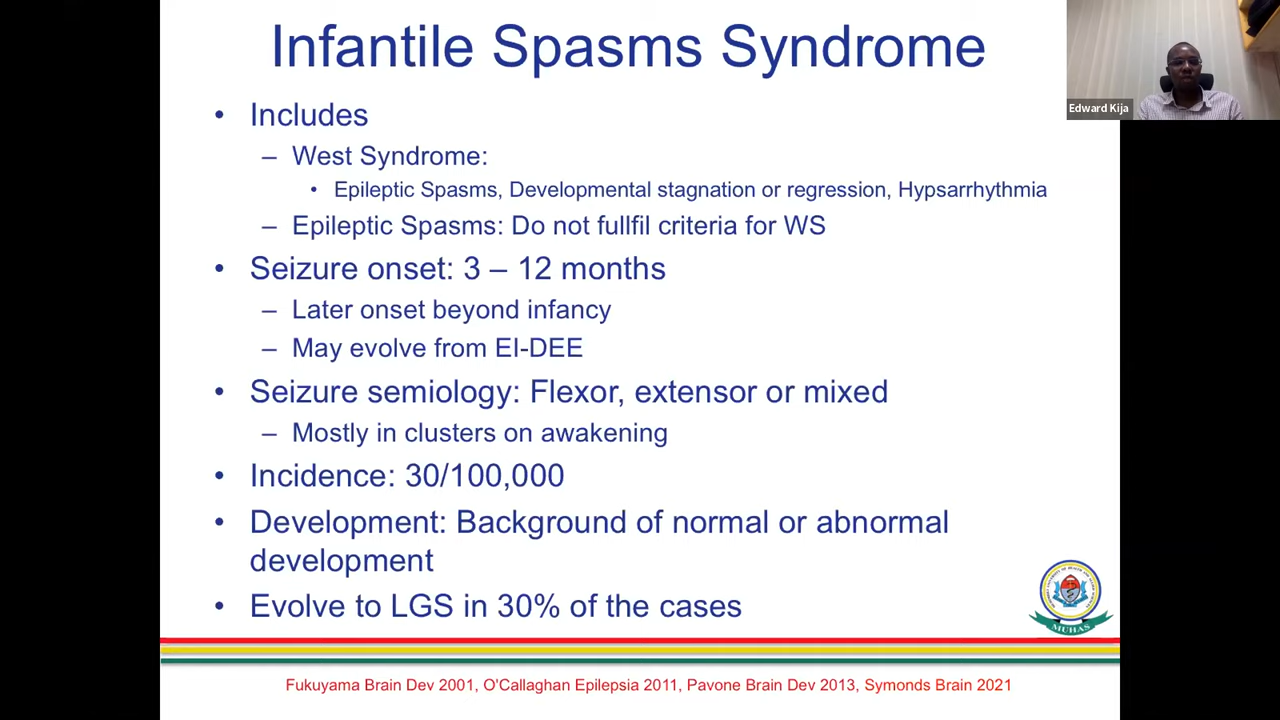 Infantile Spasms Syndrome
Edward Kija
• Includes
– West Syndrome:
• Epileptic Spasms, Developmental stagnation or regression, Hypsarrhythmia
– Epileptic Spasms: Do not fullfil criteria for WS
• Seizure onset: 3 – 12 months
– Later onset beyond infancy
– May evolve from EI-DEE
• Seizure semiology: Flexor, extensor or mixed
– Mostly in clusters on awakening
• Incidence: 30/100,000
• Development: Background of normal or abnormal
development
• Evolve to LGS in 30% of the cases
MUHAS
Fukuyama Brain Dev 2001, O'Callaghan Epilepsia 2011, Pavone Brain Dev 2013, Symonds Brain 2021